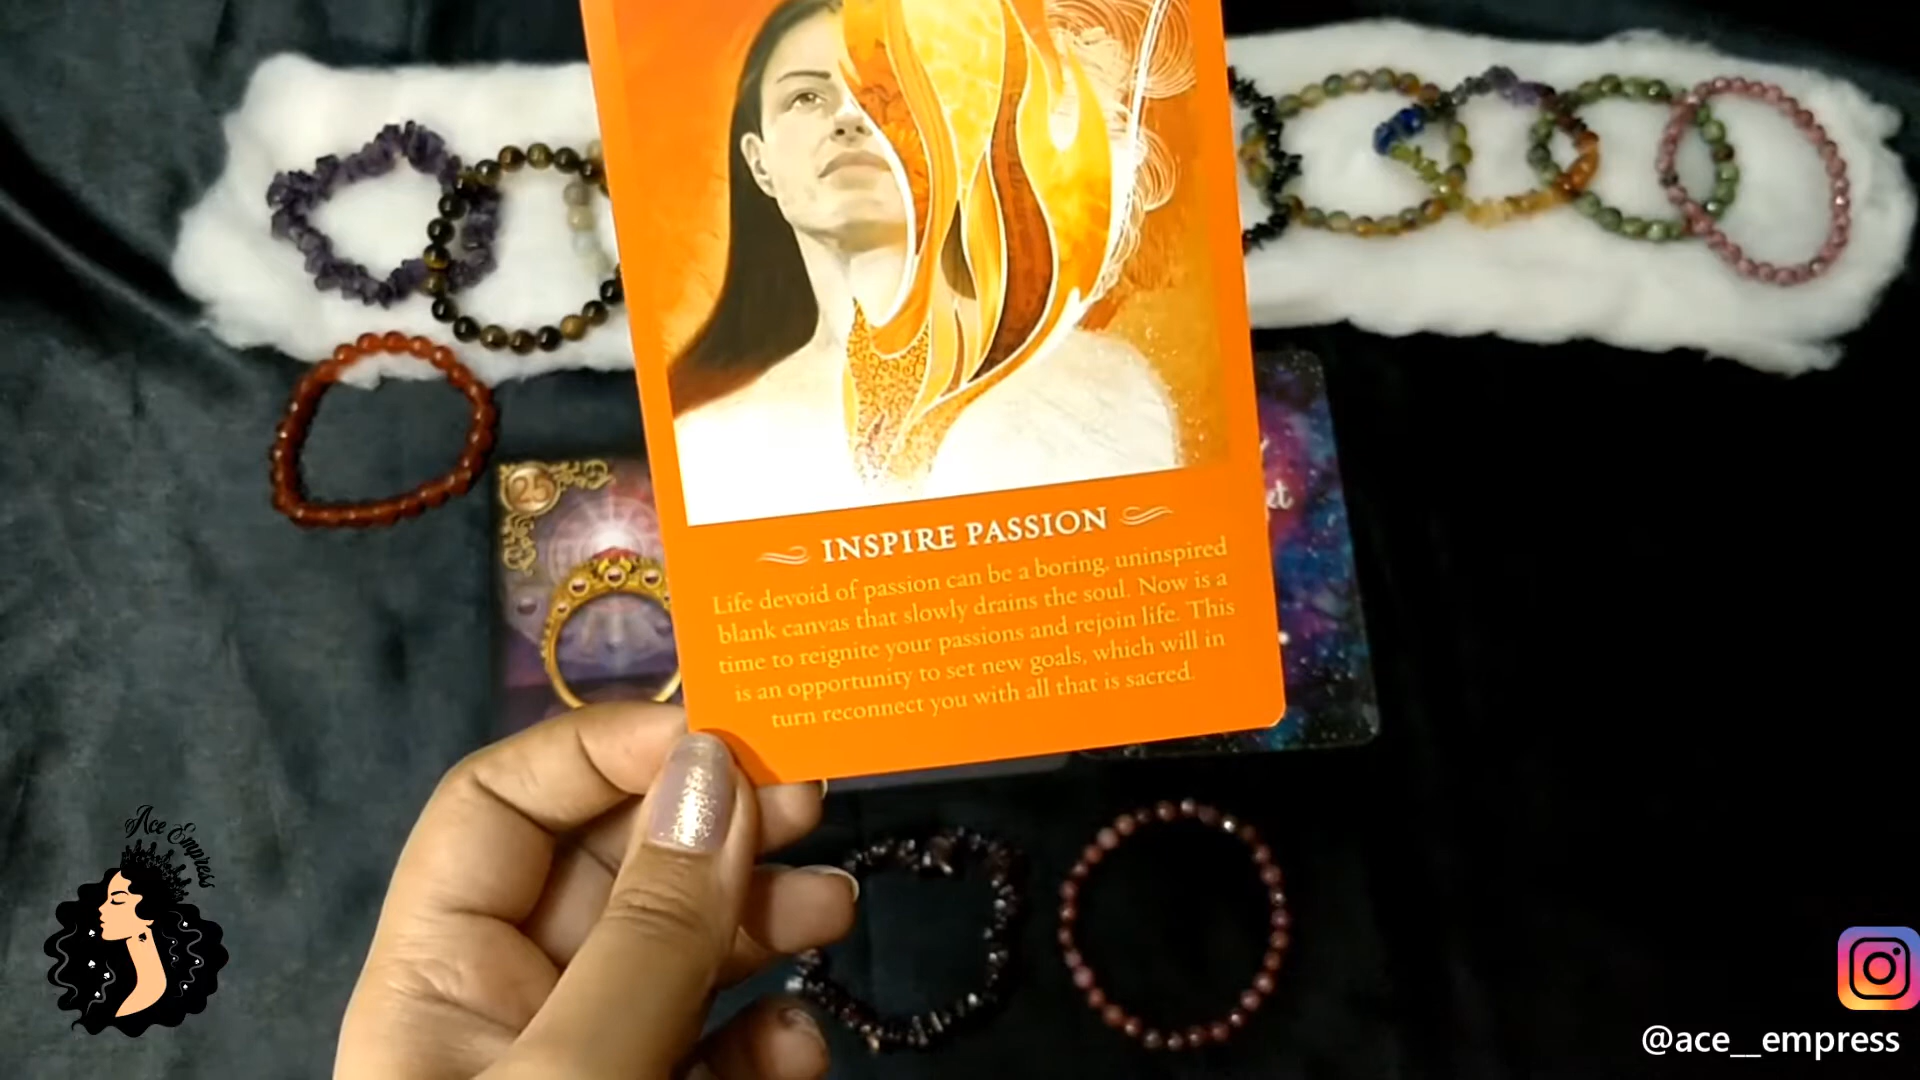 25
et
INSPIRE PASSION
Life devoid of passion can be a boring, uninspired
blank canvas that slowly drains the soul. Now is a
time to reignite your passions and rejoin life. This
is an opportunity to set new goals, which will in
turn reconnect you with all that is sacred.
Ace Empress
@ace__empress